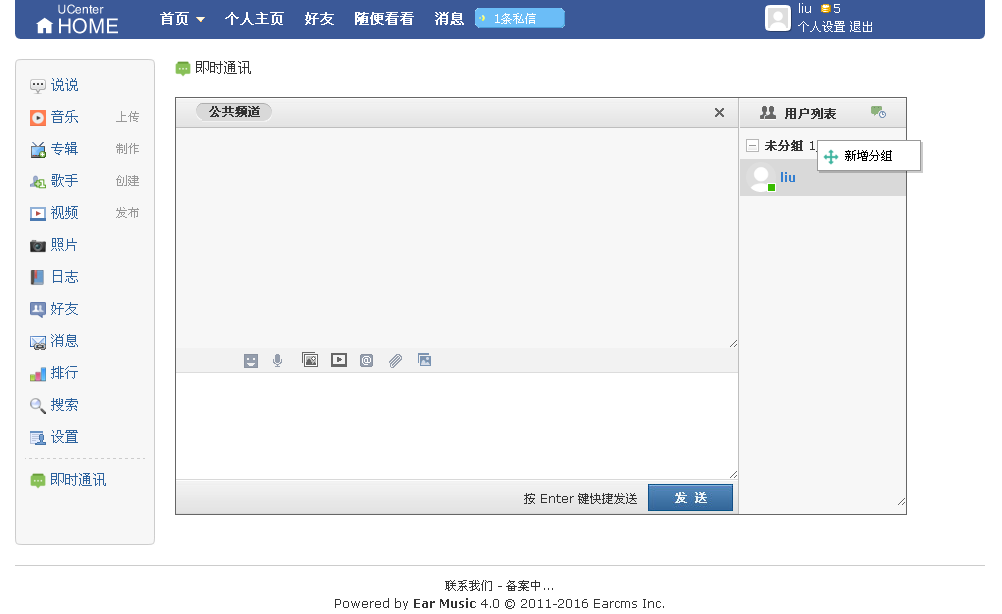 UCenter
HOME
首页 个人主页 好友 随便看看 消息 1条私信
liu 5
个人设置 退出
说说
音乐 上传
专辑 制作
歌手 创建
视频 发布
照片
日志
好友
消息
排行
搜索
设置
即时通讯
即时通讯
公共频道
用户列表
未分组 1
新增分组
liu
按 Enter 键快捷发送 发 送
联系我们 - 备案中...
Powered by Ear Music 4.0 © 2011-2016 Earcms Inc.